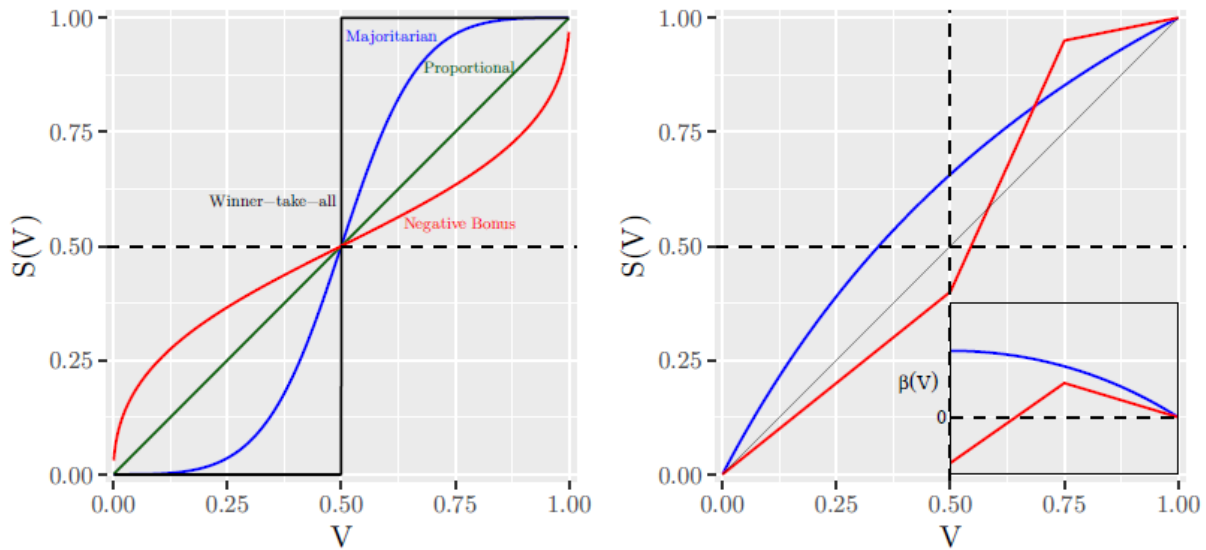 1.00
0.75
0.50
0.25
0.00
S(V)
Majoritarian
Proportional
Winner−take−all
Negative Bonus
0.00 0.25 0.50 0.75 1.00
V
1.00
0.75
0.50
0.25
0.00
S(V)
β(V)
0
0.00 0.25 0.50 0.75 1.00
V